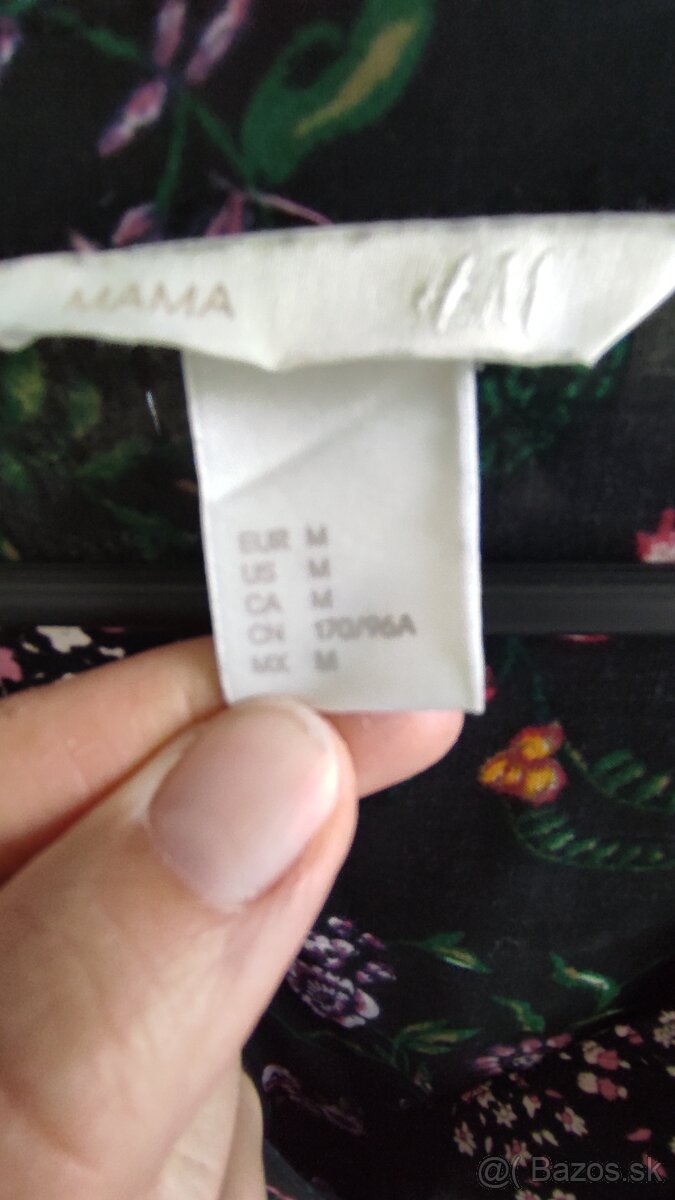 MAMA
EUR M
US M
CA M
CN 170/96A
MX M
@( Bazos.sk